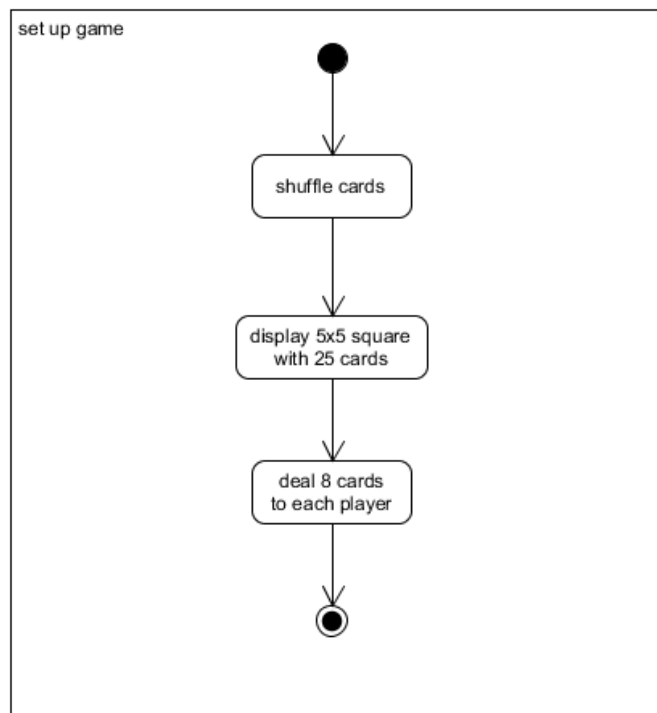 set up game
shuffle cards
display 5x5 square
with 25 cards
deal 8 cards
to each player